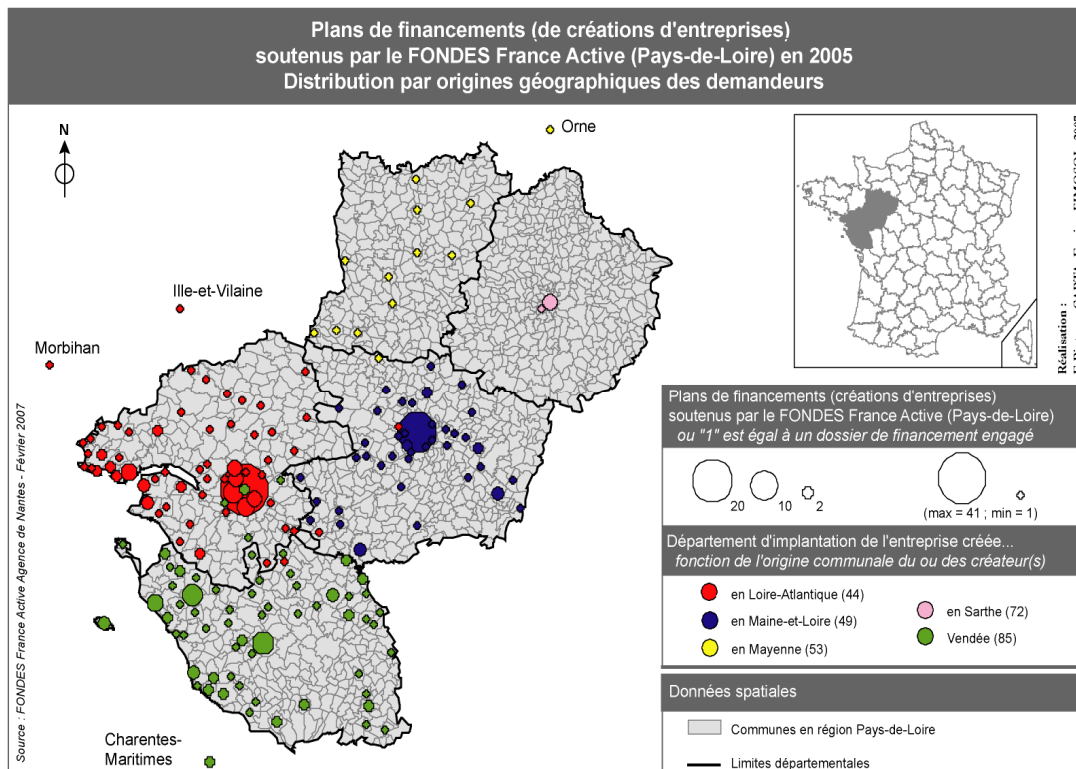 Plans de financements (de créations d'entreprises)
soutenus par le FONDES France Active (Pays-de-Loire) en 2005
Distribution par origines géographiques des demandeurs
N
Orne
Ille-et-Vilaine
Morbihan
Charentes-
Maritimes
Source : FONDES France Active Agence de Nantes - Février 2007
Réalisation :
Plans de financements (créations d'entreprises)
soutenus par le FONDES France Active (Pays-de-Loire)
ou "1" est égal à un dossier de financement engagé
20
10
2
(max = 41 ; min = 1)
Département d'implantation de l'entreprise créée...
fonction de l'origine communale du ou des créateur(s)
en Loire-Atlantique (44)
en Maine-et-Loire (49)
en Mayenne (53)
en Sarthe (72)
Vendée (85)
Données spatiales
Communes en région Pays-de-Loire
Limites départementales